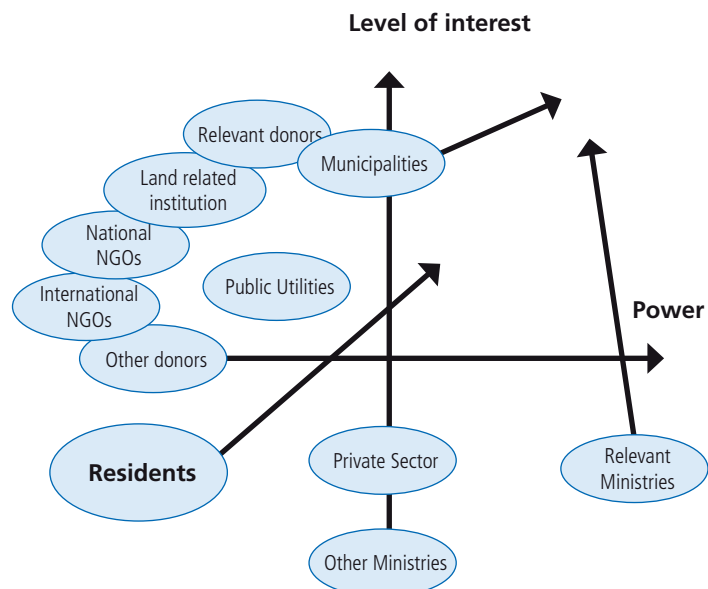 Level of interest
Relevant donors
Municipalities
Land related
institution
National
NGOs
Public Utilities
International
NGOs
Power
Other donors
Residents
Private Sector
Relevant
Ministries
Other Ministries